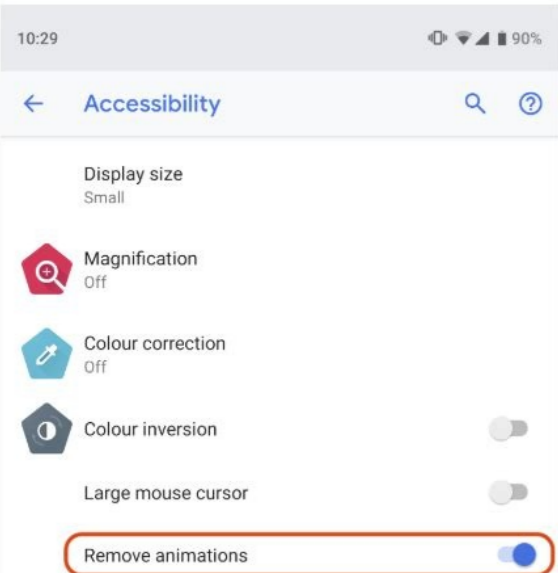 10:29
90%
Accessibility
Display size
Small
Magnification
Off
Colour correction
Off
Colour inversion
Large mouse cursor
Remove animations